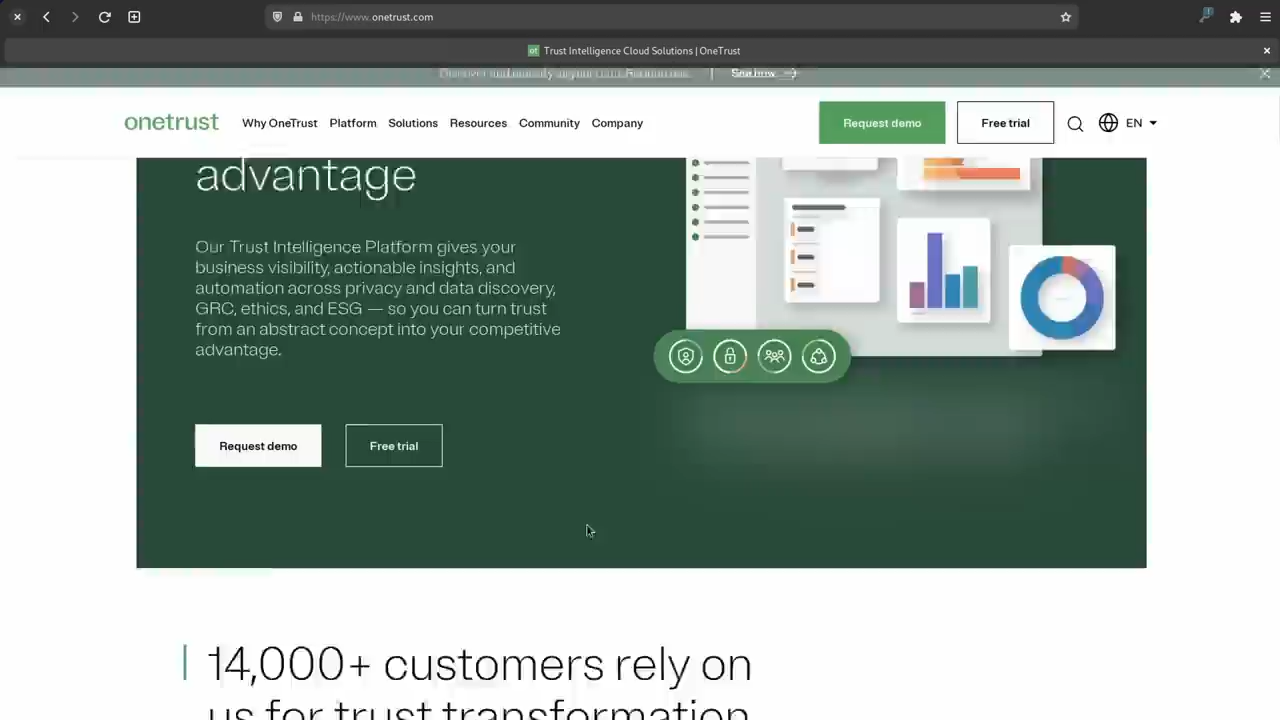 https://www.onetrust.com
ot Trust Intelligence Cloud Solutions | OneTrust
See how
onetrust
Why OneTrust
Platform
Solutions
Resources
Community
Company
Request demo
Free trial
EN
advantage
Our Trust Intelligence Platform gives your
business visibility, actionable insights, and
automation across privacy and data discovery,
GRC, ethics, and ESG — so you can turn trust
from an abstract concept into your competitive
advantage.
Request demo
Free trial
14,000+ customers rely on
us for trust transformation